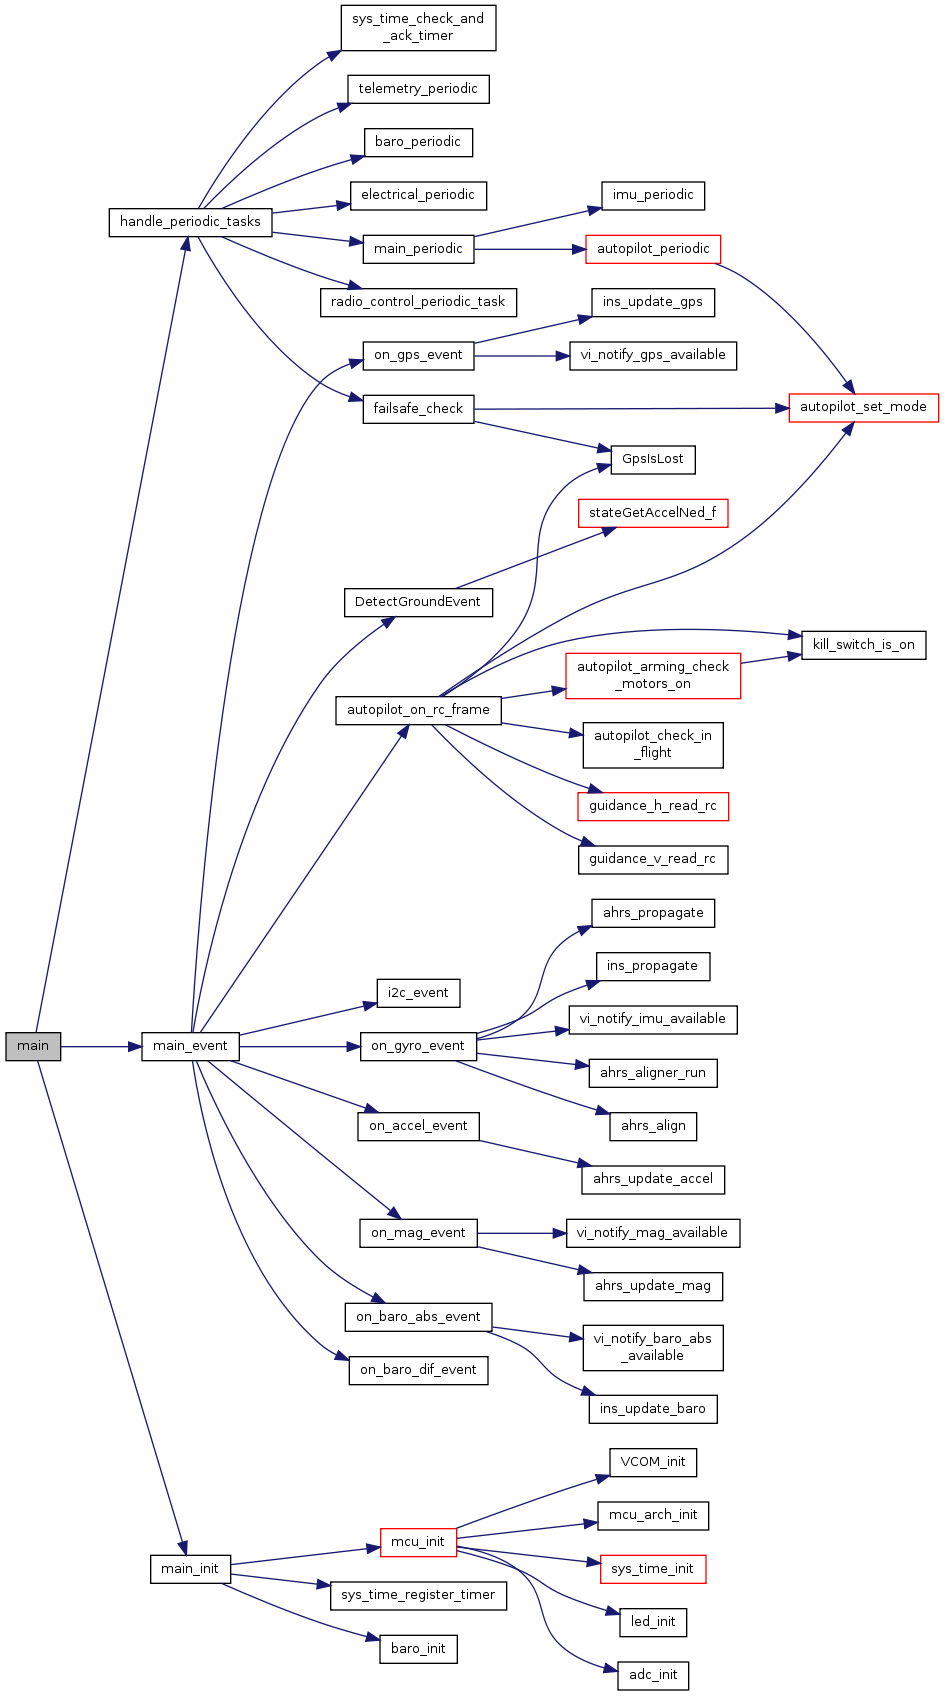 sys_time_check_and
_ack_timer
telemetry_periodic
baro_periodic
electrical_periodic
imu_periodic
handle_periodic_tasks
main_periodic
autopilot_periodic
radio_control_periodic_task
ins_update_gps
on_gps_event
vi_notify_gps_available
failsafe_check
autopilot_set_mode
GpsIsLost
stateGetAccelNed_f
DetectGroundEvent
kill_switch_is_on
autopilot_arming_check
_motors_on
autopilot_on_rc_frame
autopilot_check_in
_flight
guidance_h_read_rc
guidance_v_read_rc
ahrs_propagate
ins_propagate
i2c_event
vi_notify_imu_available
main
main_event
on_gyro_event
ahrs_aligner_run
on_accel_event
ahrs_align
ahrs_update_accel
on_mag_event
vi_notify_mag_available
ahrs_update_mag
on_baro_abs_event
vi_notify_baro_abs
_available
on_baro_dif_event
ins_update_baro
VCOM_init
mcu_arch_init
mcu_init
main_init
sys_time_init
sys_time_register_timer
led_init
baro_init
adc_init